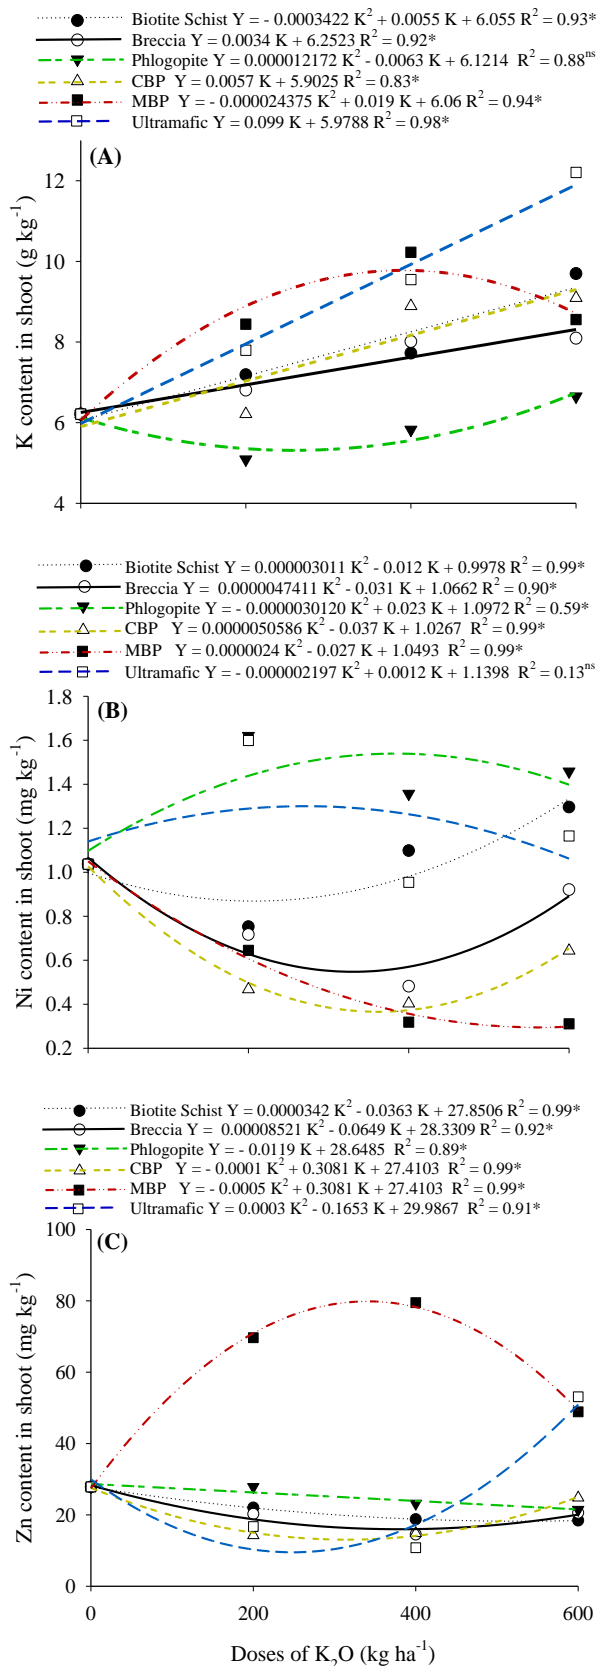 Biotite Schist Y = - 0.0003422 K² + 0.0055 K + 6.055 R² = 0.93*
Breccia Y = 0.0034 K + 6.2523 R² = 0.92*
Phlogopite Y = 0.000012172 K² - 0.0063 K + 6.1214 R² = 0.88ⁿˢ
CBP Y = 0.0057 K + 5.9025 R² = 0.83*
MBP Y = - 0.000024375 K² + 0.019 K + 6.06 R² = 0.94*
Ultramafic Y = 0.099 K + 5.9788 R² = 0.98*
(A)
K content in shoot (g kg⁻¹)
12
10
8
6
4
Biotite Schist Y = 0.000003011 K² - 0.012 K + 0.9978 R² = 0.99*
Breccia Y = 0.0000047411 K² - 0.031 K + 1.0662 R² = 0.90*
Phlogopite Y = - 0.0000030120 K² + 0.023 K + 1.0972 R² = 0.59*
CBP Y = 0.0000050586 K² - 0.037 K + 1.0267 R² = 0.99*
MBP Y = 0.0000024 K² - 0.027 K + 1.0493 R² = 0.99*
Ultramafic Y = - 0.000002197 K² + 0.0012 K + 1.1398 R² = 0.13ⁿˢ
(B)
Ni content in shoot (mg kg⁻¹)
1.8
1.6
1.4
1.2
1.0
0.8
0.6
0.4
0.2
Biotite Schist Y = 0.0000342 K² - 0.0363 K + 27.8506 R² = 0.99*
Breccia Y = 0.00008521 K² - 0.0649 K + 28.3309 R² = 0.92*
Phlogopite Y = - 0.0119 K + 28.6485 R² = 0.89*
CBP Y = - 0.0001 K² + 0.3081 K + 27.4103 R² = 0.99*
MBP Y = - 0.0005 K² + 0.3081 K + 27.4103 R² = 0.99*
Ultramafic Y = 0.0003 K² - 0.1653 K + 29.9867 R² = 0.91*
(C)
Zn content in shoot (mg kg⁻¹)
100
80
60
40
20
0
0 200 400 600
Doses of K₂O (kg ha⁻¹)